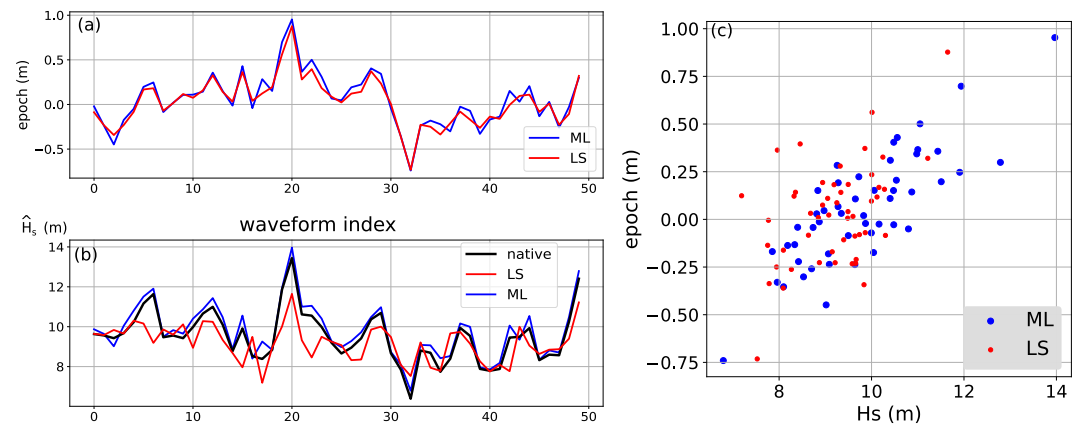 (a)
epoch (m)
1.0
0.5
0.0
−0.5
ML
LS
0 10 20 30 40 50
waveform index
Ĥₛ (m)
(b)
14
12
10
8
native
LS
ML
0 10 20 30 40 50
(c)
epoch (m)
1.00
0.75
0.50
0.25
0.00
−0.25
−0.50
−0.75
ML
LS
8 10 12 14
Hs (m)